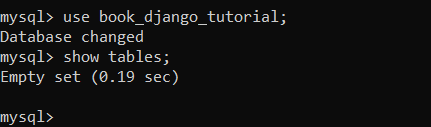 mysql> use book_django_tutorial;
Database changed
mysql> show tables;
Empty set (0.19 sec)
mysql>